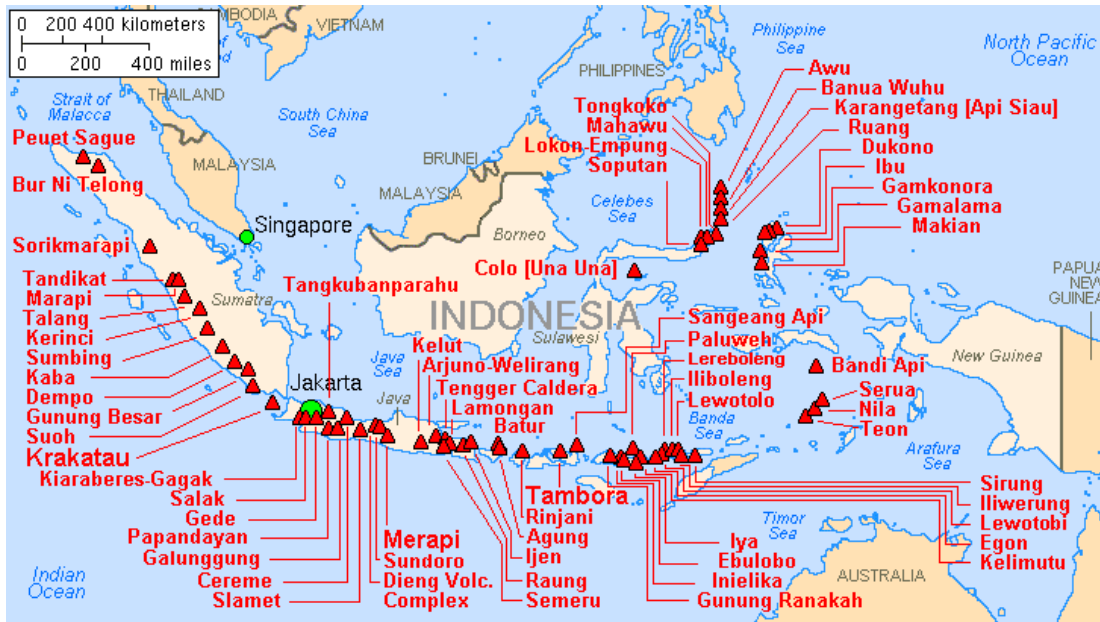 0 200 400 kilometers
0 200 400 miles
CAMBODIA
VIETNAM
THAILAND
Philippine
Sea
North Pacific
Ocean
PHILIPPINES
Strait of
Malacca
South China
Sea
MALAYSIA
BRUNEI
MALAYSIA
Celebes
Sea
Borneo
Singapore
Peuet Sague
Bur Ni Telong
Sorikmarapi
Tandikat
Marapi
Talang
Kerinci
Sumbing
Kaba
Dempo
Gunung Besar
Suoh
Krakatau
Kiaraberes-Gagak
Salak
Gede
Papandayan
Galunggung
Cereme
Slamet
Sumatra
Tangkubanparahu
INDONESIA
Jakarta
Java
Sea
Java
Kelut
Arjuno-Welirang
Tengger Caldera
Lamongan
Batur
Tongkoko
Mahawu
Lokon-Empung
Soputan
Colo [Una Una]
Sulawesi
Awu
Banua Wuhu
Karangetang [Api Siau]
Ruang
Dukono
Ibu
Gamkonora
Gamalama
Makian
PAPUA
NEW
GUINEA
New Guinea
Sangeang Api
Paluweh
Lereboleng
Iliboleng
Lewotolo
Banda
Sea
Bandi Api
Serua
Nila
Teon
Arafura
Sea
Tambora
Rinjani
Agung
Ijen
Raung
Semeru
Merapi
Sundoro
Dieng Volc.
Complex
Iya
Ebulobo
Inielika
Gunung Ranakah
Sirung
Iliwerung
Lewotobi
Egon
Kelimutu
Timor
Sea
AUSTRALIA
Indian
Ocean